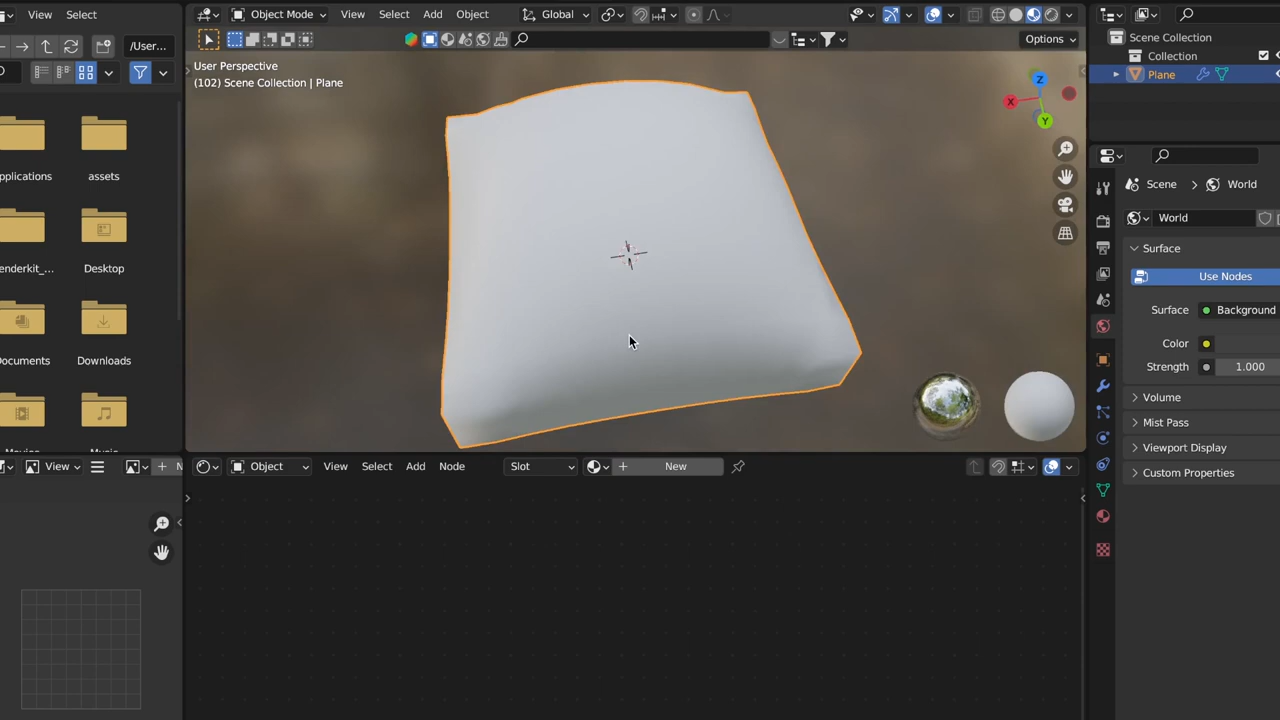 View Select
Object Mode View Select Add Object Global
/User...
Options
User Perspective
(102) Scene Collection | Plane
X
Y
Z
pplications assets
enderkit_... Desktop
Documents Downloads
Scene Collection
Collection
Plane
Scene > World
World
Surface
Use Nodes
Surface Background
Color
Strength 1.000
Volume
Mist Pass
Viewport Display
Custom Properties
View
Object View Select Add Node Slot New